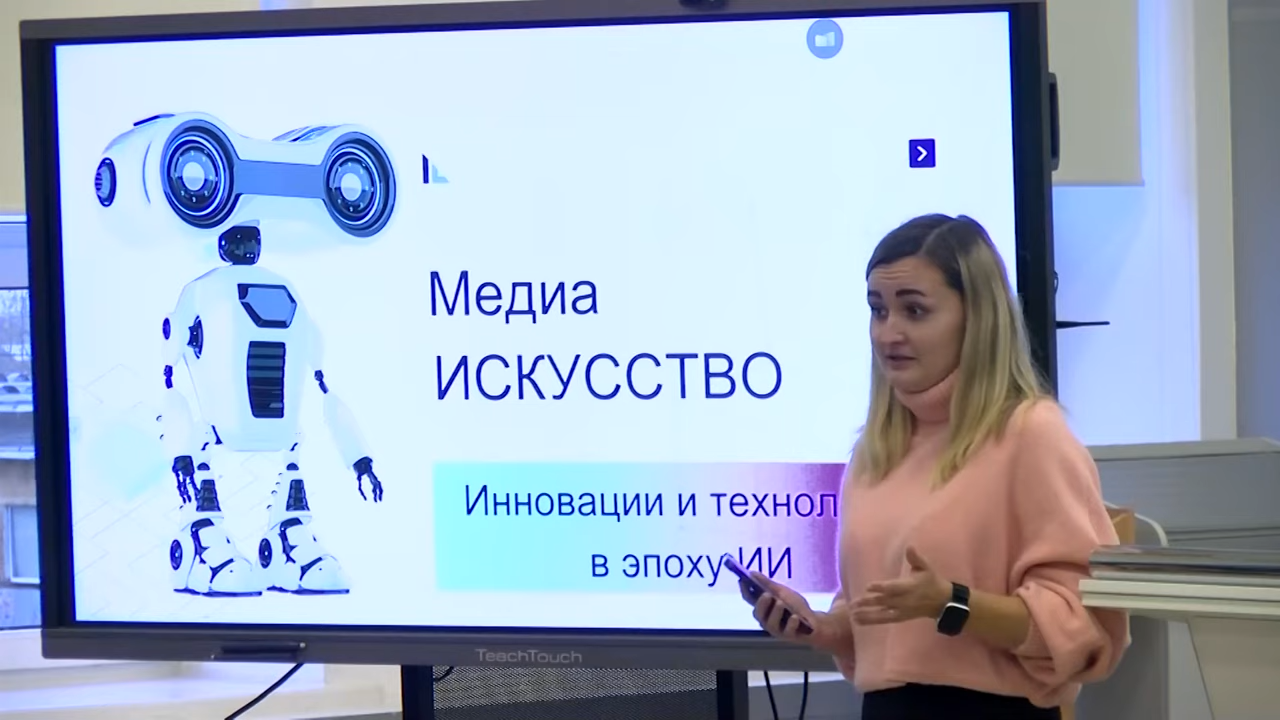 Медиа
ИСКУССТВО
Инновации и технол
в эпоху ИИ
TeachTouch